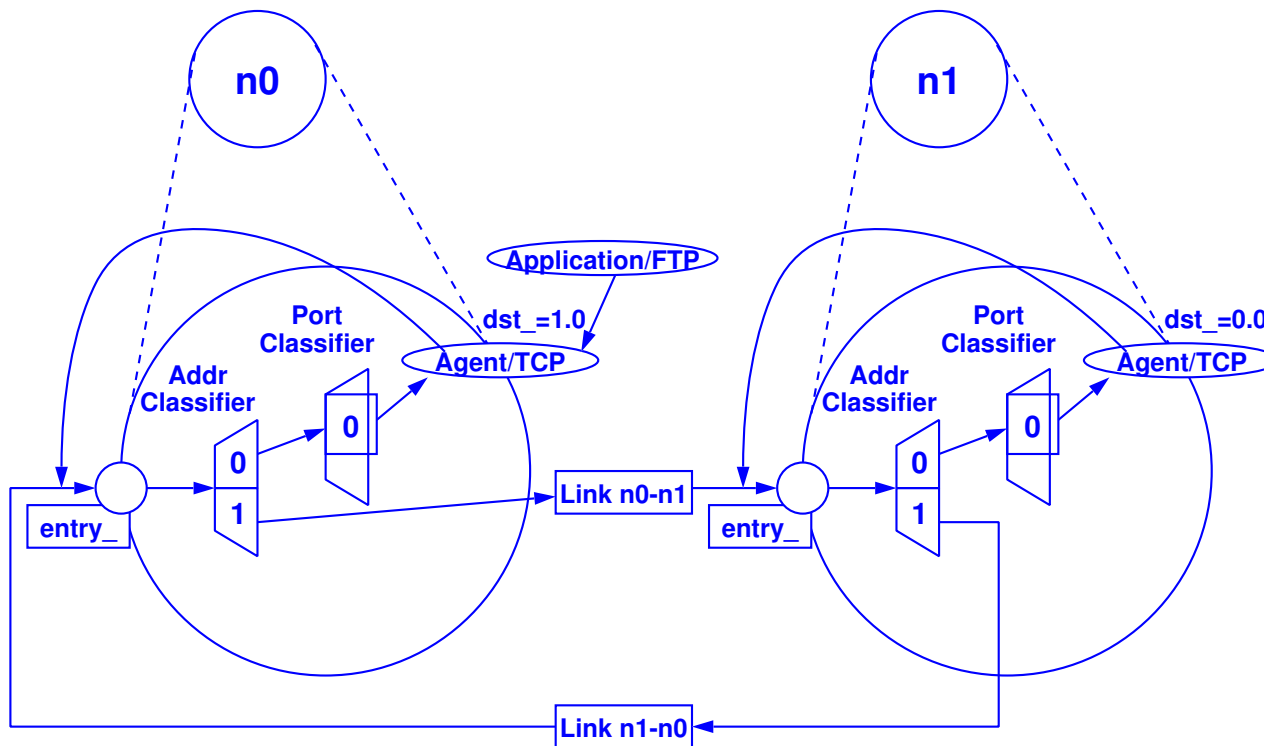 n0
n1
Application/FTP
Port
Classifier
dst_=1.0
Agent/TCP
Addr
Classifier
0
0
1
entry_
Link n0-n1
Port
Classifier
dst_=0.0
Agent/TCP
Addr
Classifier
0
0
1
entry_
Link n1-n0